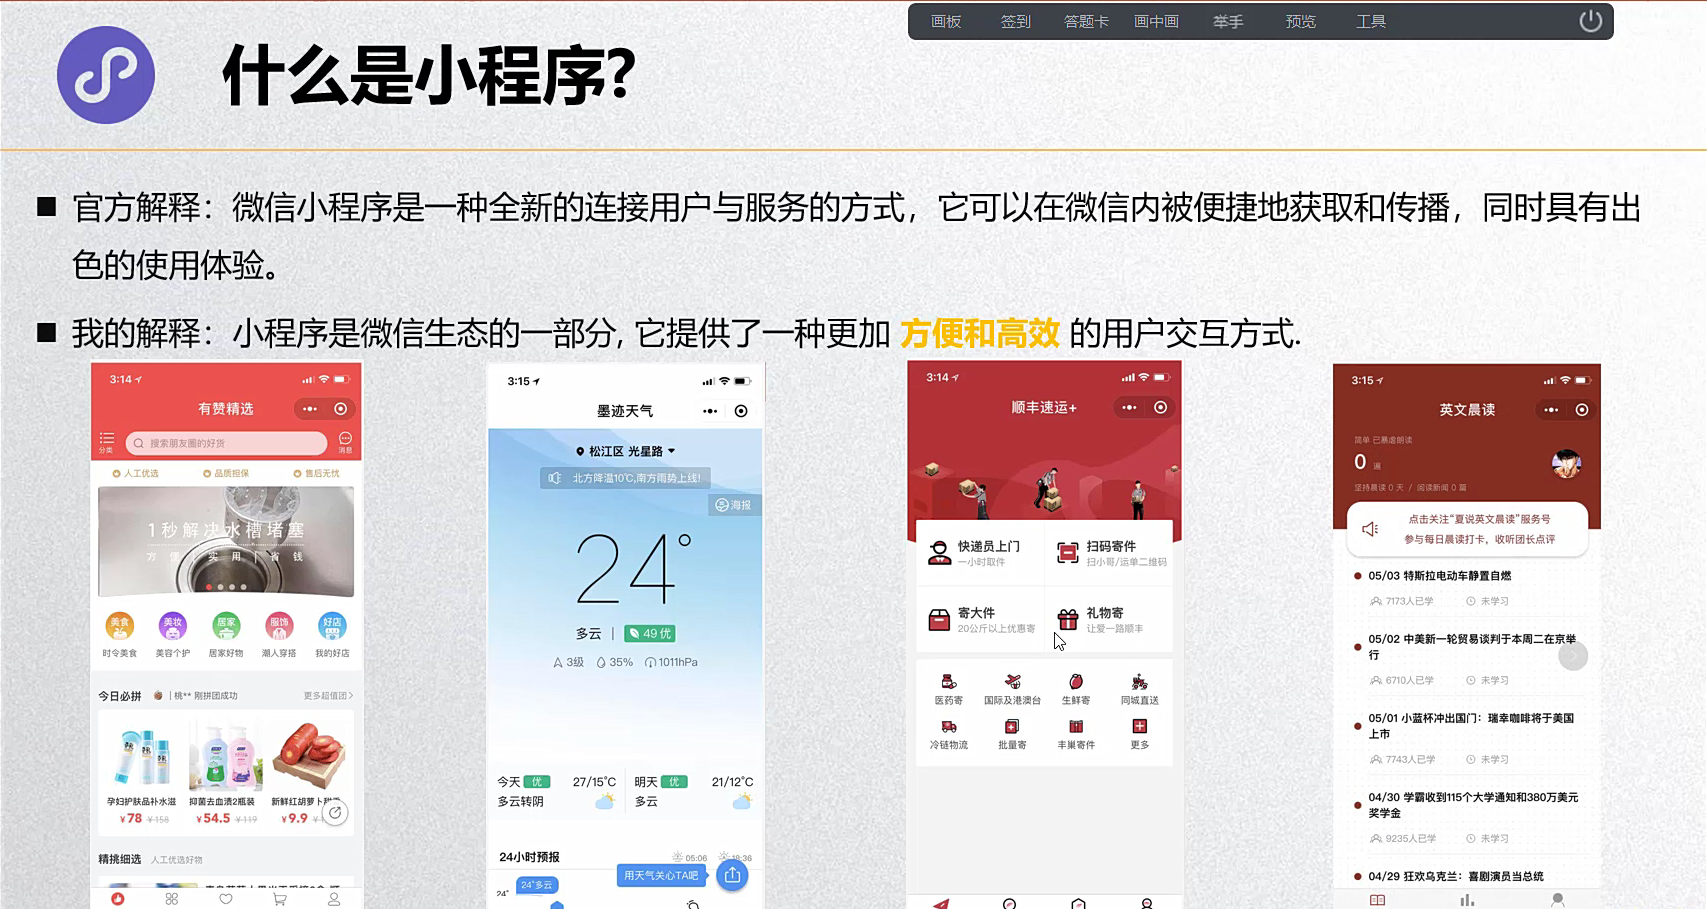 画板 签到 答题卡 画中画 举手 预览 工具
什么是小程序?
官方解释：微信小程序是一种全新的连接用户与服务的方式，它可以在微信内被便捷地获取和传播，同时具有出
色的使用体验。
我的解释：小程序是微信生态的一部分, 它提供了一种更加 方便和高效 的用户交互方式.
3:14
有赞精选
分类
搜索朋友圈的好货
消息
人工优选 品质担保 售后无忧
1秒解决水槽堵塞
方便|实用|省钱
美食 美妆 居家 服饰 好店
时令美食 美容个护 居家好物 潮人穿搭 我的好店
今日必拼 桃** 刚拼团成功 更多超值团
孕妇护肤品补水滋 抑菌去血渍2瓶装 新鲜红胡萝卜
¥78 ¥158 ¥54.5 ¥119 ¥9.9
精挑细选 人工优选好物
3:15
墨迹天气
松江区 光星路
北方降温10℃,南方雨势上线!
海报
24°
多云 | 49 优
3级 35% 1011hPa
今天 优 27/15°C 明天 优 21/12°C
多云转阴 多云
24小时预报 05:06 18:36
用天气关心TA吧
24° 24°多云
3:14
顺丰速运+
快递员上门 扫码寄件
一小时取件 扫小哥/运单二维码
寄大件 礼物寄
20公斤以上优惠寄 让爱一路顺丰
医药寄 国际及港澳台 生鲜寄 同城直送
冷链物流 批量寄 丰巢寄件 更多
3:15
英文晨读
简单 已暴虐朗读
0 遍
坚持晨读 0 天 / 阅读新闻 0 篇
点击关注“夏说英文晨读”服务号
参与每日晨读打卡，收听团长点评
05/03 特斯拉电动车静置自燃
7173人已学 未学习
05/02 中美新一轮贸易谈判于本周二在京举
行
6710人已学 未学习
05/01 小蓝杯冲出国门：瑞幸咖啡将于美国
上市
7743人已学 未学习
04/30 学霸收到115个大学通知和380万美元
奖学金
9235人已学 未学习
04/29 狂欢乌克兰：喜剧演员当总统